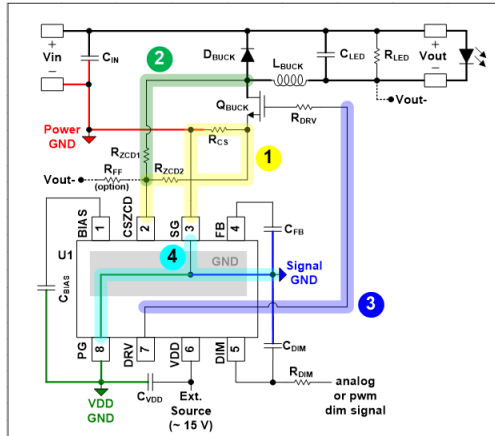 +
Vin
−
CIN
DBUCK
2
LBUCK
CLED
RLED
+
Vout
−
Vout-
QBUCK
RDRV
Power
GND
RCS
1
RZCD1
RFF
(option)
Vout-
RZCD2
BIAS
CSZCD
SG
FB
1
2
3
4
CFB
U1
4
GND
Signal
GND
3
CBIAS
8
7
6
5
PG
DRV
VDD
DIM
CDIM
RDIM
CVDD
VDD
GND
Ext.
Source
(~ 15 V)
analog
or pwm
dim signal